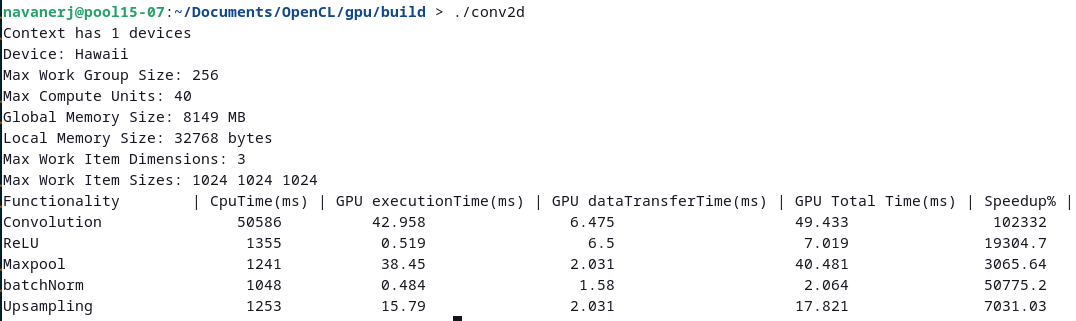 navanerj@pool15-07:~/Documents/OpenCL/gpu/build > ./conv2d
Context has 1 devices
Device: Hawaii
Max Work Group Size: 256
Max Compute Units: 40
Global Memory Size: 8149 MB
Local Memory Size: 32768 bytes
Max Work Item Dimensions: 3
Max Work Item Sizes: 1024 1024 1024
Functionality | CpuTime(ms) | GPU executionTime(ms) | GPU dataTransferTime(ms) | GPU Total Time(ms) | Speedup% |
Convolution 50586 42.958 6.475 49.433 102332
ReLU 1355 0.519 6.5 7.019 19304.7
Maxpool 1241 38.45 2.031 40.481 3065.64
batchNorm 1048 0.484 1.58 2.064 50775.2
Upsampling 1253 15.79 2.031 17.821 7031.03